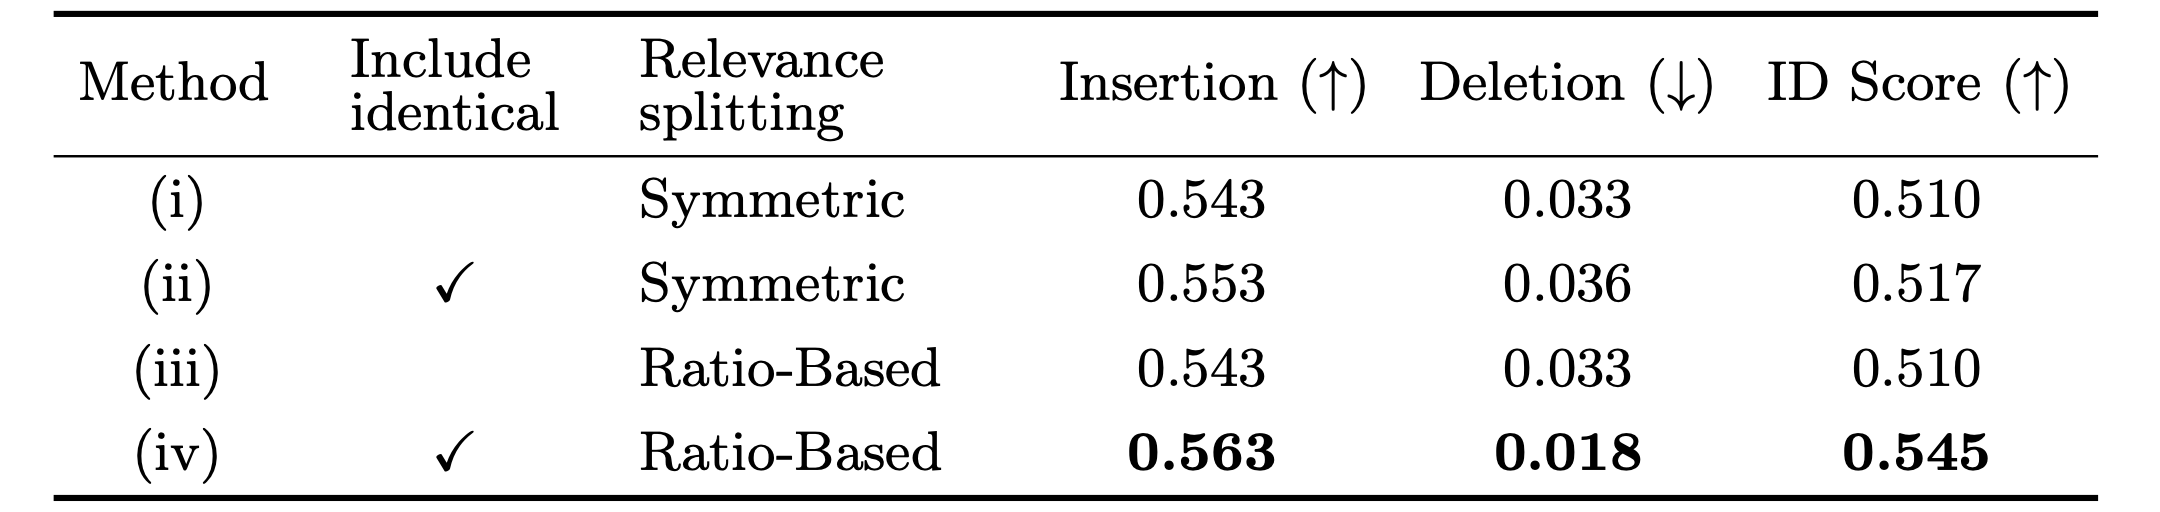 Method Include identical Relevance splitting Insertion (↑) Deletion (↓) ID Score (↑)
(i) Symmetric 0.543 0.033 0.510
(ii) ✓ Symmetric 0.553 0.036 0.517
(iii) Ratio-Based 0.543 0.033 0.510
(iv) ✓ Ratio-Based 0.563 0.018 0.545